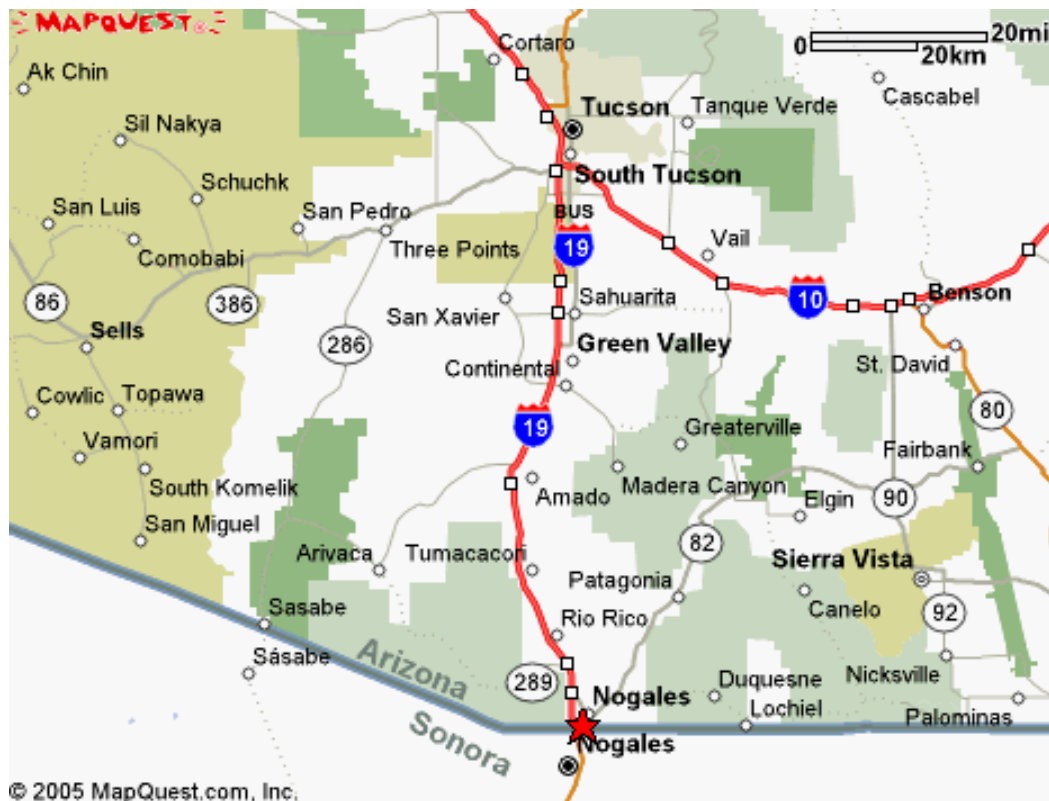 MAPQUEST
0 20mi
20km
Cortaro
Ak Chin
Cascabel
Tucson
Tanque Verde
Sil Nakya
South Tucson
Schuchk
San Luis
San Pedro
BUS
19
Three Points
Vail
Comobabi
86
386
10
Benson
San Xavier
Sahuarita
Sells
286
Green Valley
St. David
Continental
Cowlic
Topawa
80
19
Vamori
Greaterville
Fairbank
South Komelik
Amado
Madera Canyon
Elgin
90
San Miguel
Arivaca
Tumacacori
82
Sierra Vista
Patagonia
Canelo
Sasabe
Rio Rico
92
Sásabe
Arizona
289
Nogales
Duquesne
Nicksville
Lochiel
Palominas
Sonora
Nogales
© 2005 MapQuest.com, Inc.